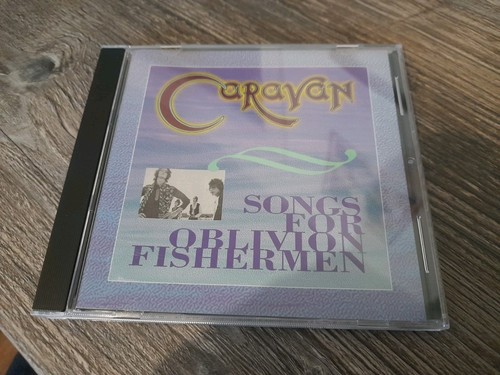 Caravan
SONGS
FOR
OBLIVION
FISHERMEN